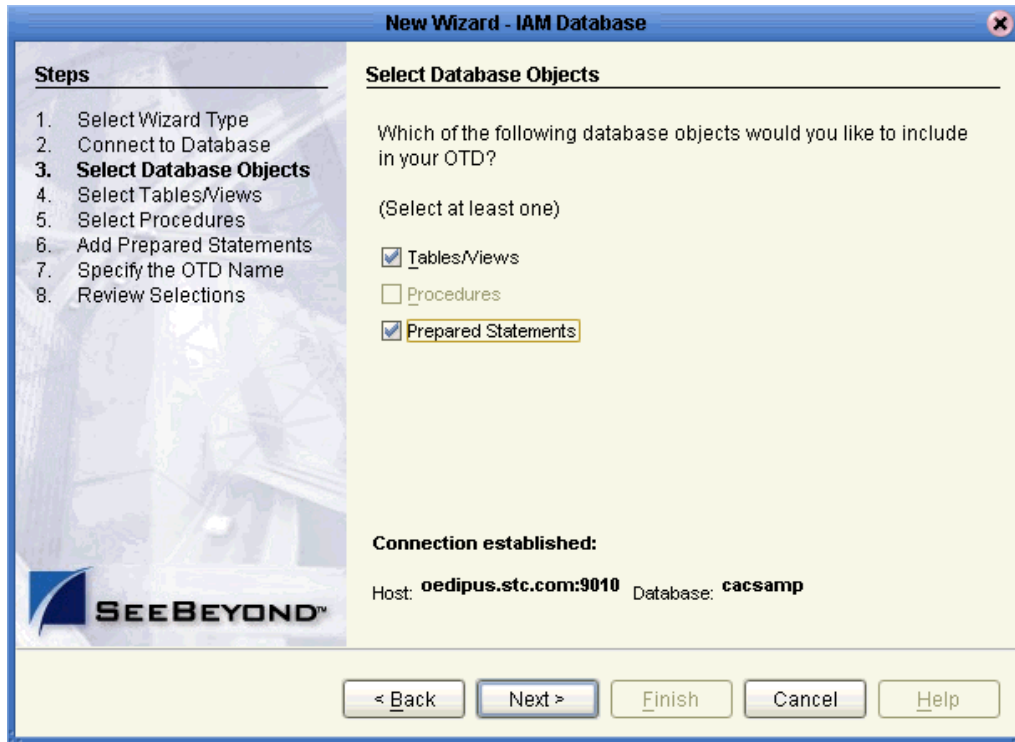 New Wizard - IAM Database
Steps
1. Select Wizard Type
2. Connect to Database
3. Select Database Objects
4. Select Tables/Views
5. Select Procedures
6. Add Prepared Statements
7. Specify the OTD Name
8. Review Selections
SEEBEYOND™
Select Database Objects
Which of the following database objects would you like to include
in your OTD?
(Select at least one)
Tables/Views
Procedures
Prepared Statements
Connection established:
Host: oedipus.stc.com:9010 Database: cacsamp
< Back Next > Finish Cancel Help